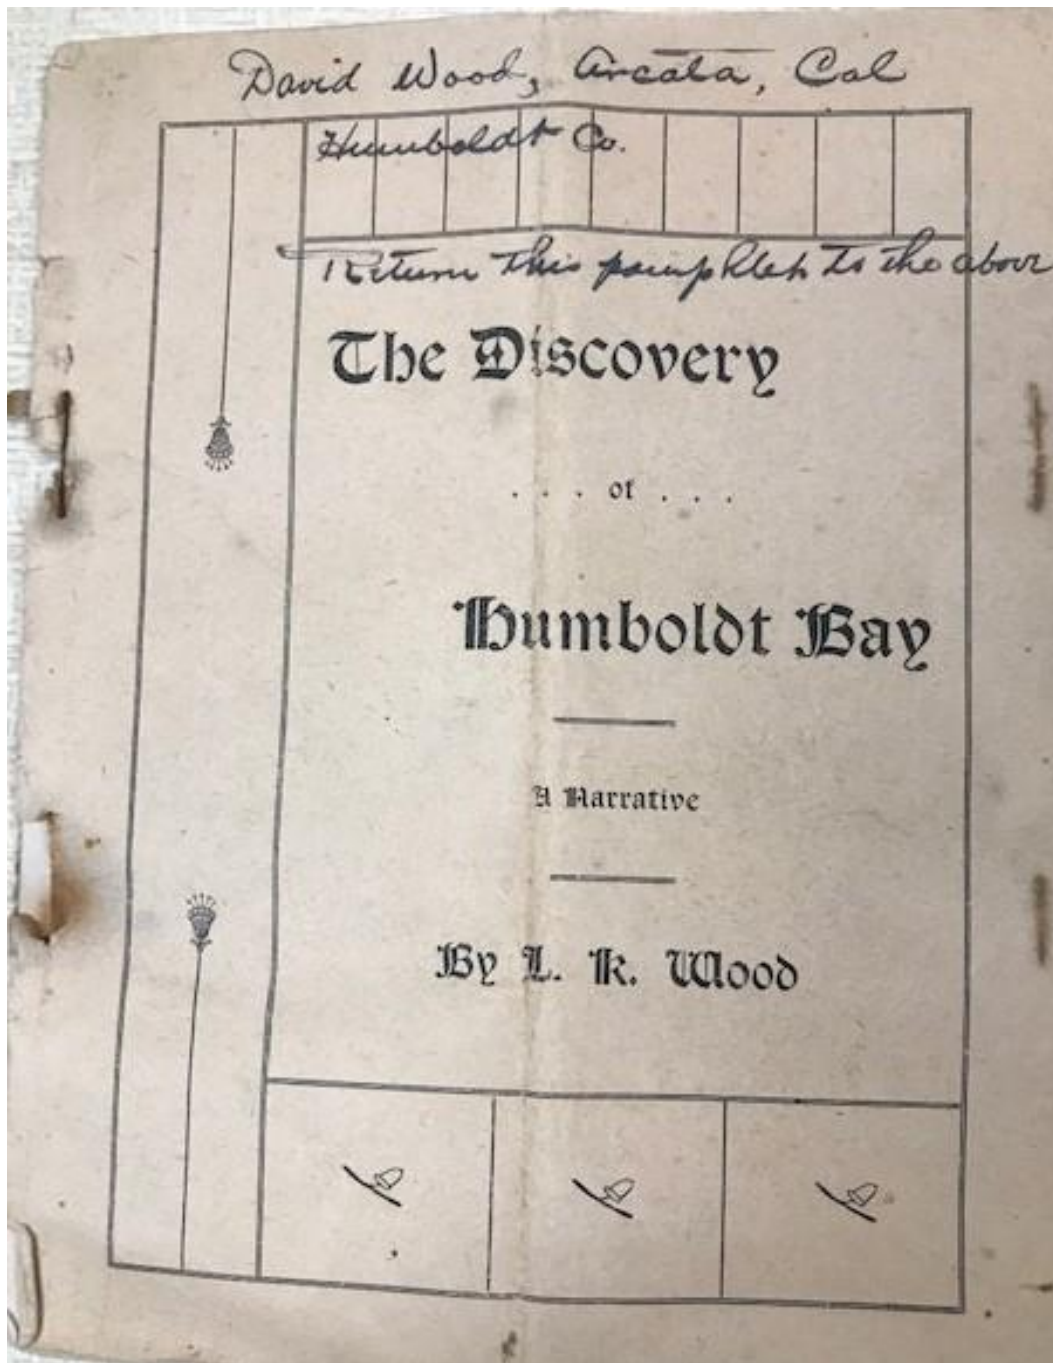 David Wood, Arcata, Cal
Humboldt Co.
Return this pamphlet to the above
The Discovery
. . . of . . .
Humboldt Bay
A Narrative
By L. K. Wood